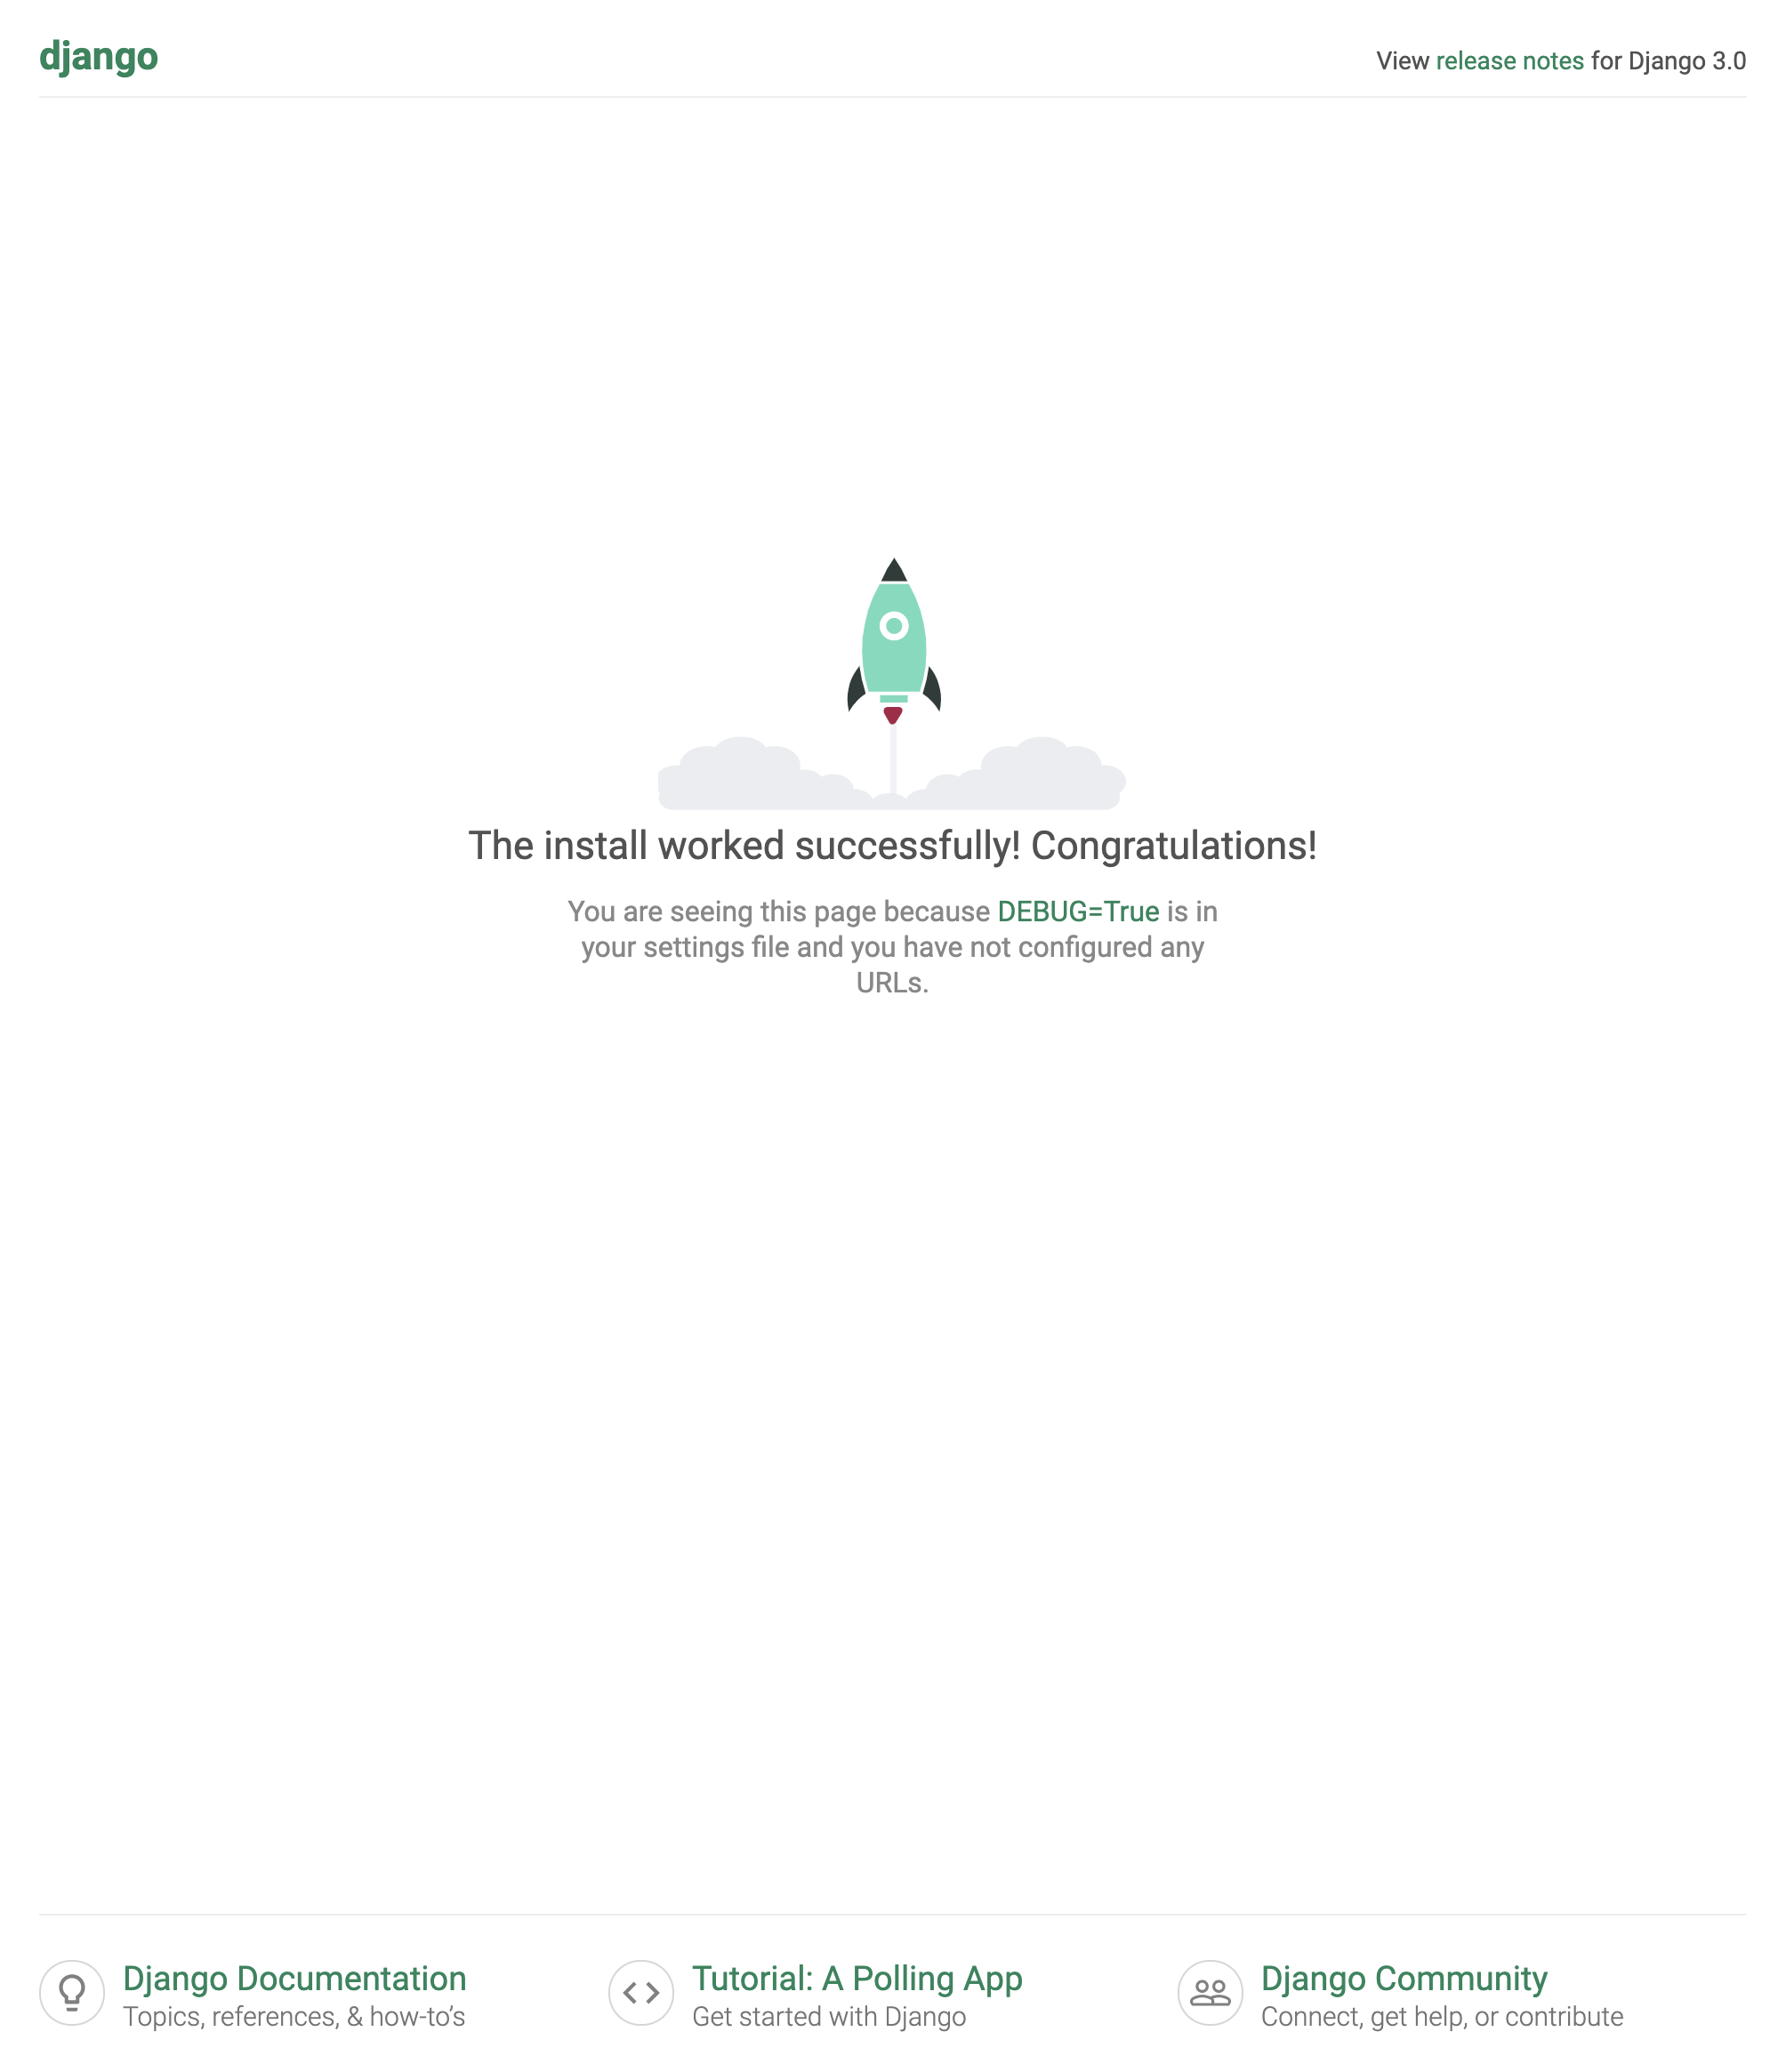 django
View release notes for Django 3.0
The install worked successfully! Congratulations!
You are seeing this page because DEBUG=True is in
your settings file and you have not configured any
URLs.
Django Documentation
Topics, references, & how-to’s
Tutorial: A Polling App
Get started with Django
Django Community
Connect, get help, or contribute